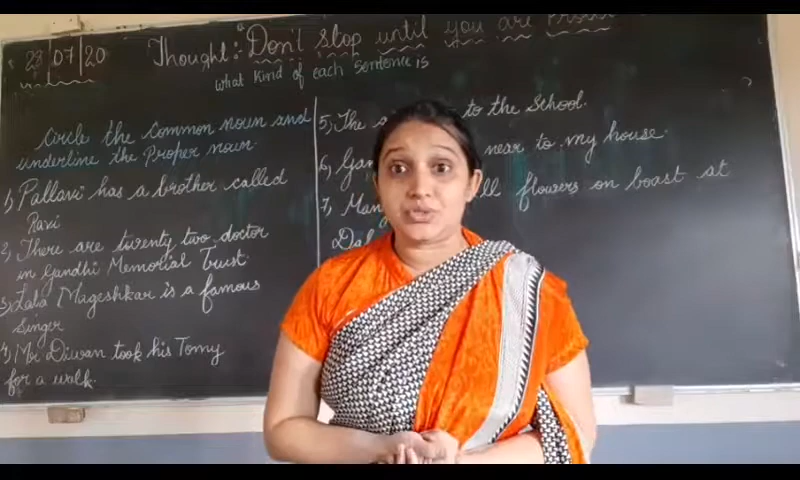 28|07|20
Thought:- "Don't stop until you are Proud
what kind of each Sentence is
Circle the Common noun and
underline the Proper noun.
1, Pallavi has a brother called
Ravi
2, There are twenty two doctor
in Gandhi Memorial Trust.
3, Lata Mageshkar is a famous
Singer
4, Mr Diwan took his Tomy
for a walk.
5, The to the School.
6, near to my house.
7, flowers on boast at